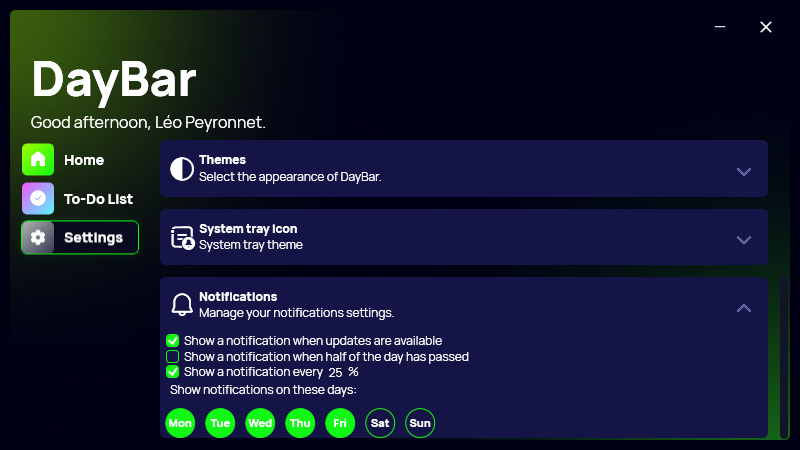 DayBar
Good afternoon, Léo Peyronnet.
Home
To-Do List
Settings
Themes
Select the appearance of DayBar.
System tray icon
System tray theme
Notifications
Manage your notifications settings.
Show a notification when updates are available
Show a notification when half of the day has passed
Show a notification every 25 %
Show notifications on these days:
Mon Tue Wed Thu Fri Sat Sun